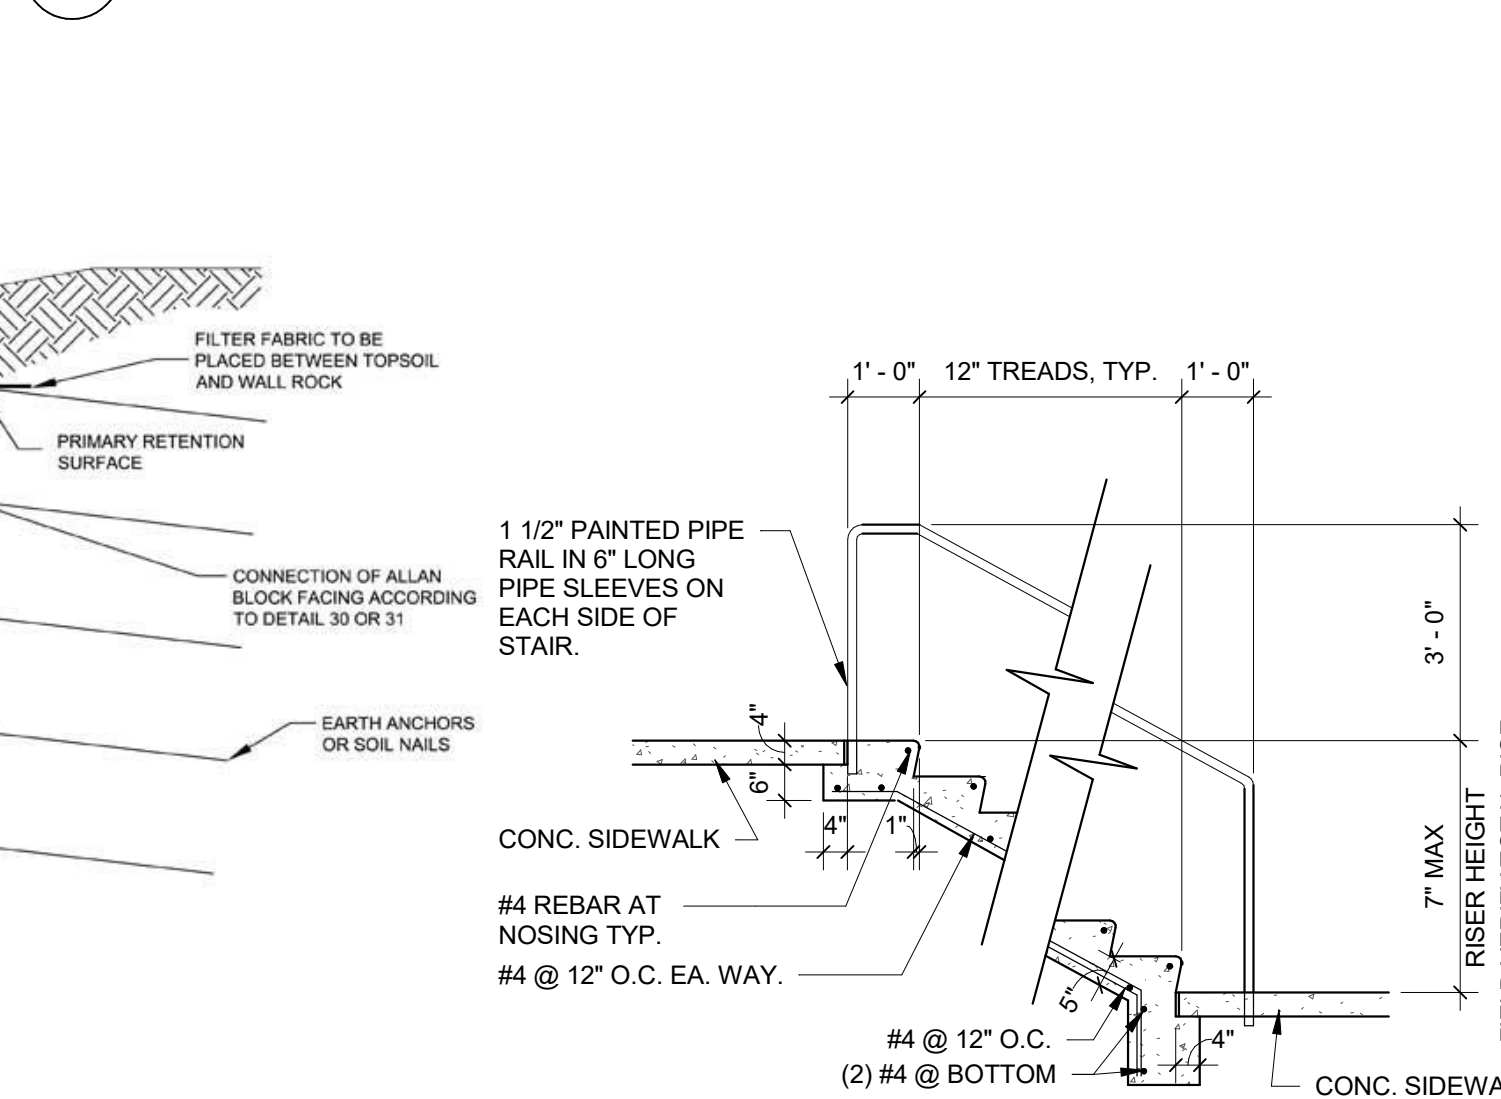 FILTER FABRIC TO BE
PLACED BETWEEN TOPSOIL
AND WALL ROCK
PRIMARY RETENTION
SURFACE
CONNECTION OF ALLAN
BLOCK FACING ACCORDING
TO DETAIL 30 OR 31
EARTH ANCHORS
OR SOIL NAILS
1' - 0"
12" TREADS, TYP.
1' - 0"
1 1/2" PAINTED PIPE
RAIL IN 6" LONG
PIPE SLEEVES ON
EACH SIDE OF
STAIR.
3' - 0"
4"
6"
4"
1"
CONC. SIDEWALK
7" MAX
RISER HEIGHT
#4 REBAR AT
NOSING TYP.
#4 @ 12" O.C. EA. WAY.
5"
#4 @ 12" O.C.
(2) #4 @ BOTTOM
4"
CONC. SIDEWA